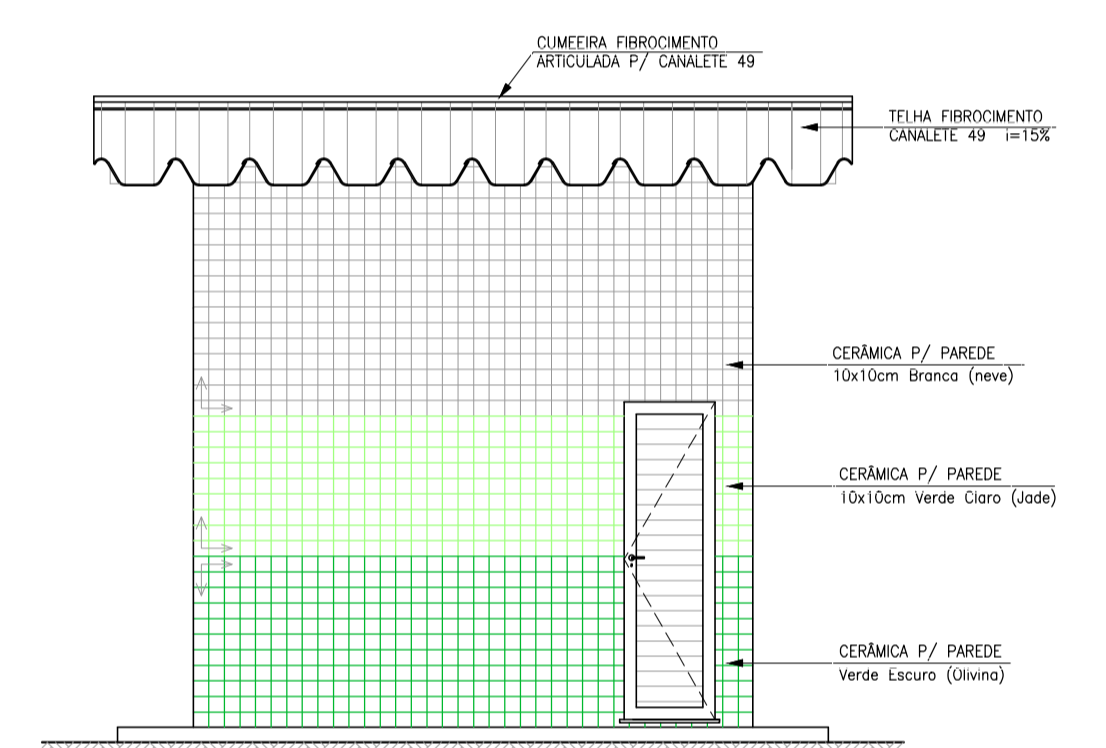 CUMEEIRA FIBROCIMENTO
ARTICULADA P/ CANALETE 49
TELHA FIBROCIMENTO
CANALETE 49 i=15%
CERÂMICA P/ PAREDE
10x10cm Branca (neve)
CERÂMICA P/ PAREDE
10x10cm Verde Claro (Jade)
CERÂMICA P/ PAREDE
Verde Escuro (Olivina)